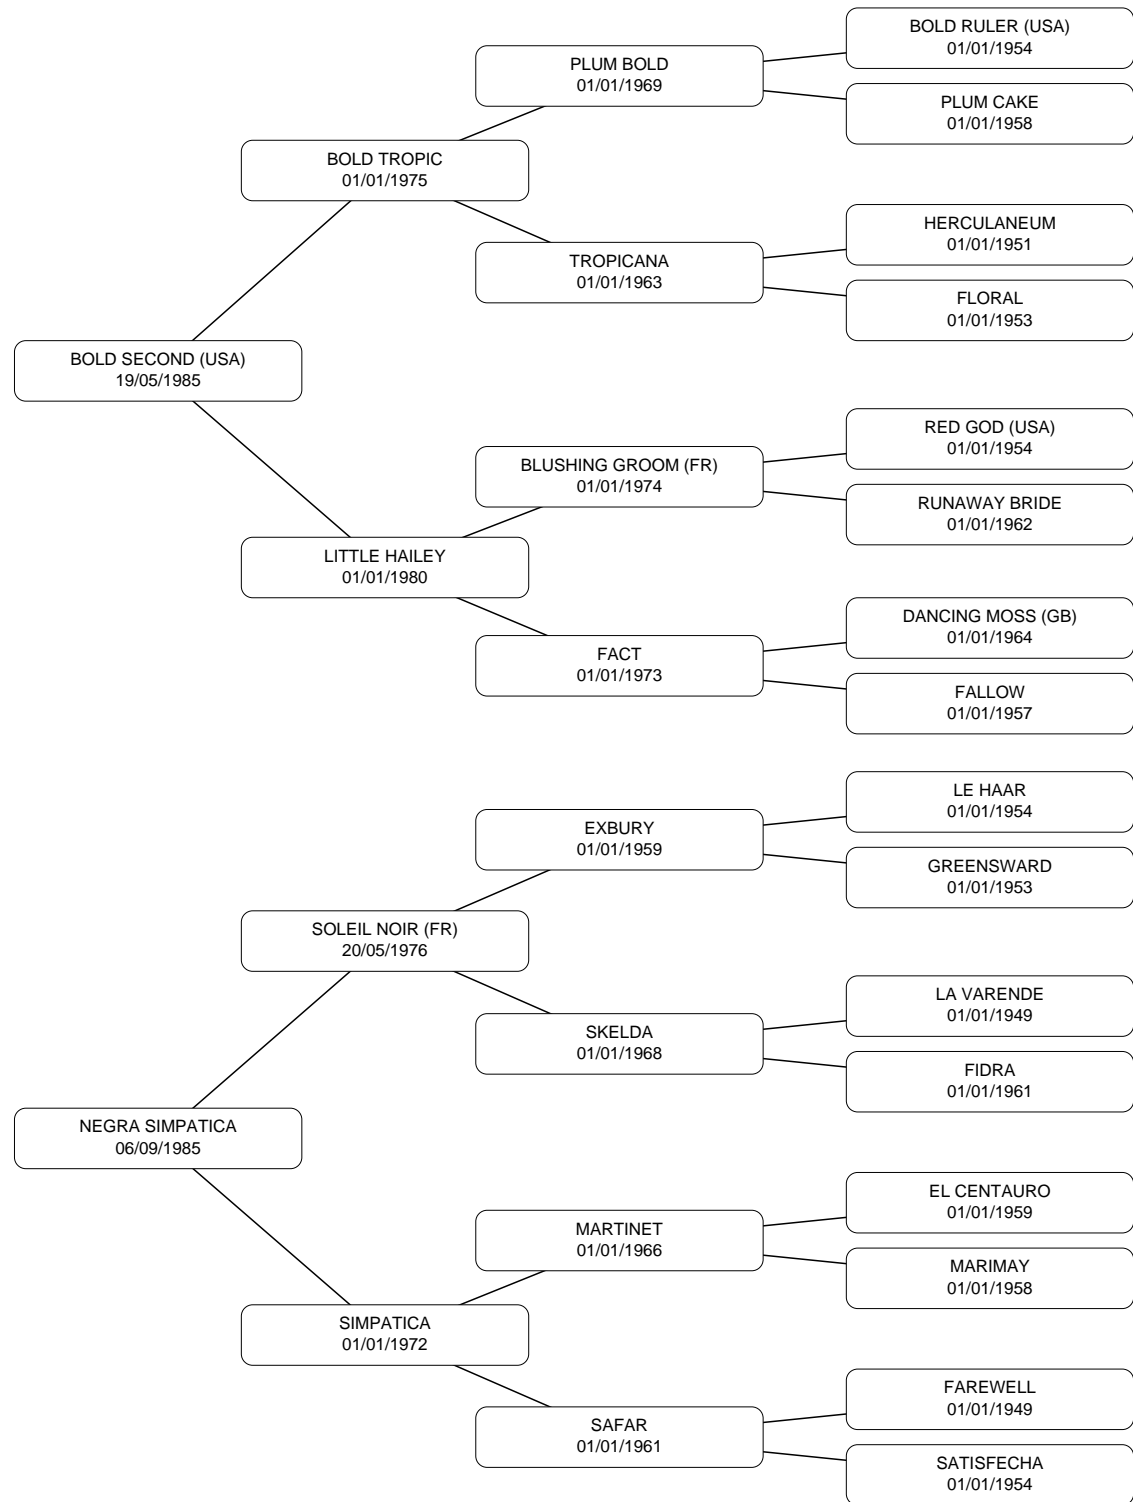 BOLD RULER (USA)
01/01/1954
PLUM BOLD
01/01/1969
PLUM CAKE
01/01/1958
BOLD TROPIC
01/01/1975
HERCULANEUM
01/01/1951
TROPICANA
01/01/1963
FLORAL
01/01/1953
BOLD SECOND (USA)
19/05/1985
RED GOD (USA)
01/01/1954
BLUSHING GROOM (FR)
01/01/1974
RUNAWAY BRIDE
01/01/1962
LITTLE HAILEY
01/01/1980
DANCING MOSS (GB)
01/01/1964
FACT
01/01/1973
FALLOW
01/01/1957
LE HAAR
01/01/1954
EXBURY
01/01/1959
GREENSWARD
01/01/1953
SOLEIL NOIR (FR)
20/05/1976
LA VARENDE
01/01/1949
SKELDA
01/01/1968
FIDRA
01/01/1961
NEGRA SIMPATICA
06/09/1985
EL CENTAURO
01/01/1959
MARTINET
01/01/1966
MARIMAY
01/01/1958
SIMPATICA
01/01/1972
FAREWELL
01/01/1949
SAFAR
01/01/1961
SATISFECHA
01/01/1954